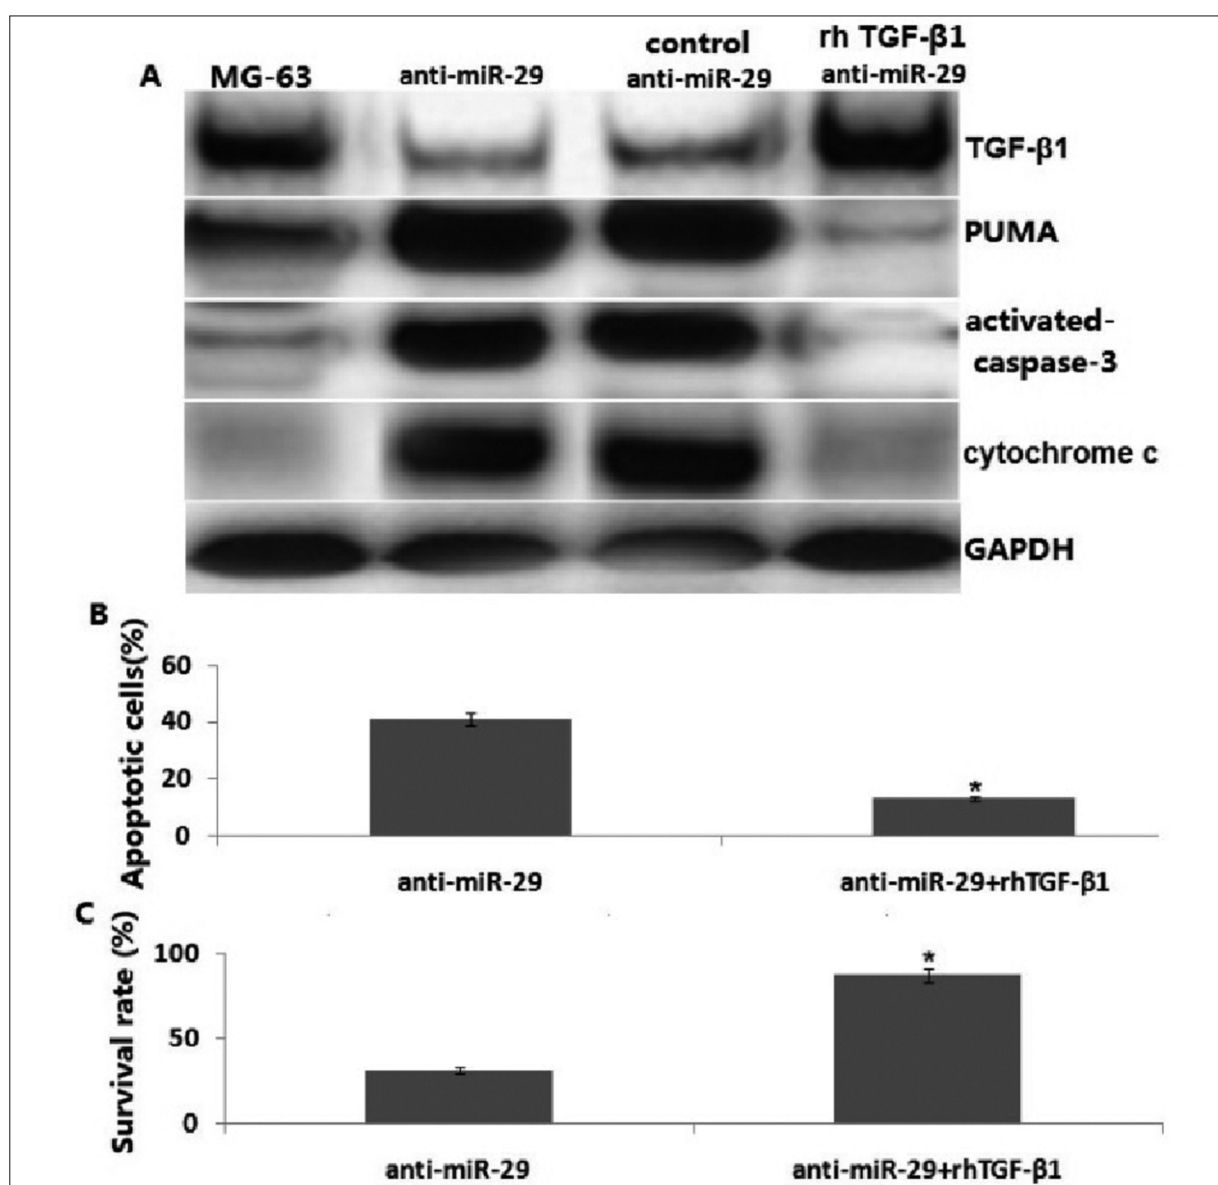 control rh TGF-β1
A MG-63 anti-miR-29 anti-miR-29 anti-miR-29
TGF-β1
PUMA
activated-
caspase-3
cytochrome c
GAPDH
B
Apoptotic cells(%)
60
40
20
0
*
anti-miR-29 anti-miR-29+rhTGF-β1
C
Survival rate (%)
100
50
0
*
anti-miR-29 anti-miR-29+rhTGF-β1